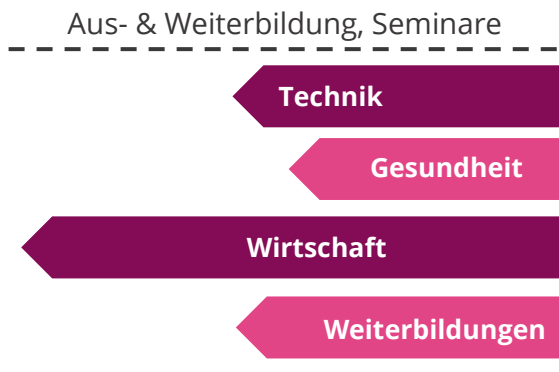 Aus- & Weiterbildung, Seminare
Technik
Gesundheit
Wirtschaft
Weiterbildungen